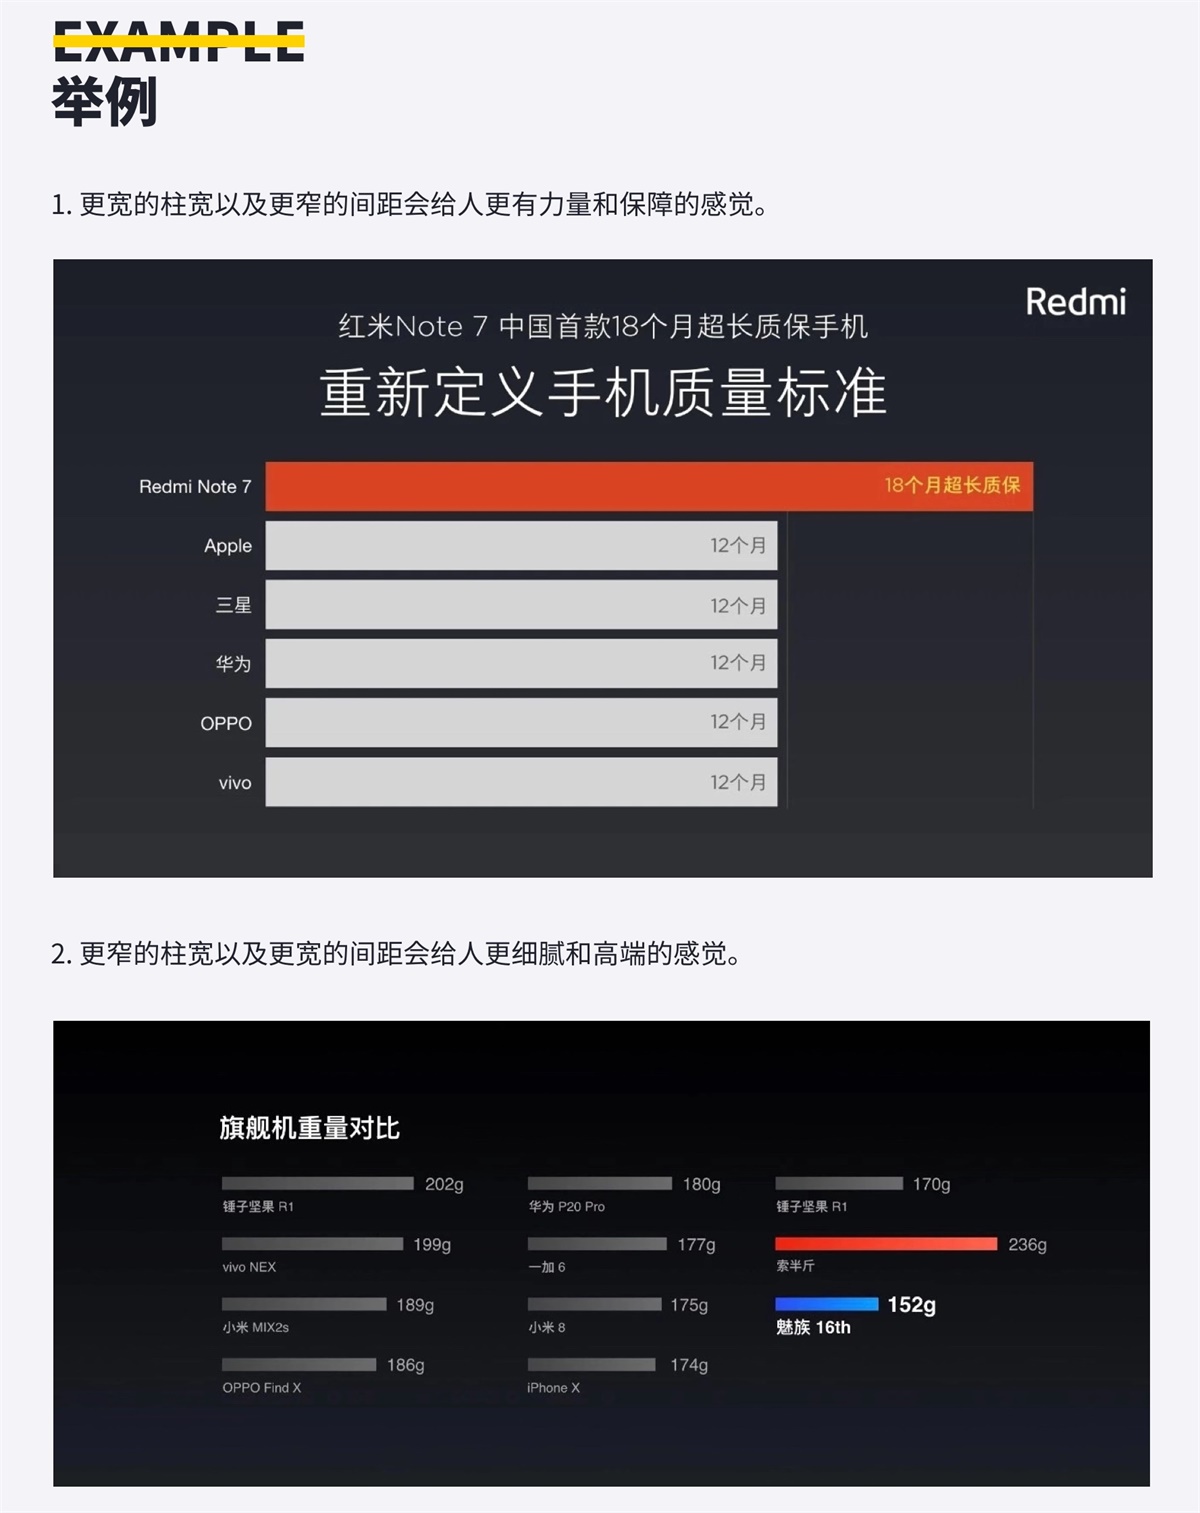 EXAMPLE
举例
1. 更宽的柱宽以及更窄的间距会给人更有力量和保障的感觉。
Redmi
红米Note 7 中国首款18个月超长质保手机
重新定义手机质量标准
Redmi Note 7 18个月超长质保
Apple 12个月
三星 12个月
华为 12个月
OPPO 12个月
vivo 12个月
2. 更窄的柱宽以及更宽的间距会给人更细腻和高端的感觉。
旗舰机重量对比
202g
锤子坚果 R1
199g
vivo NEX
189g
小米 MIX2s
186g
OPPO Find X
180g
华为 P20 Pro
177g
一加 6
175g
小米 8
174g
iPhone X
170g
锤子坚果 R1
236g
索半斤
152g
魅族 16th